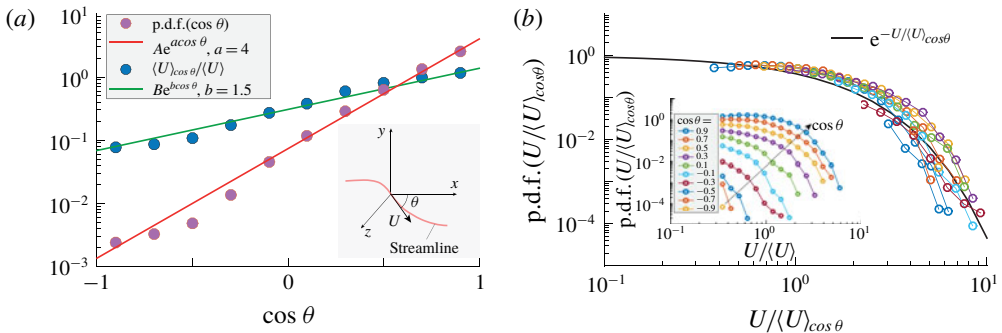 (a)
10^1
10^0
10^{-1}
10^{-2}
10^{-3}
p.d.f.(cos θ)
Ae^{acos θ}, a = 4
⟨U⟩_{cos θ}/⟨U⟩
Be^{bcos θ}, b = 1.5
y
x
z
θ
U
Streamline
−1
0
1
cos θ
(b)
p.d.f.(U/⟨U⟩_{cosθ})
10^0
10^{-2}
10^{-4}
e^{−U/⟨U⟩_{cosθ}}
p.d.f.(U/⟨U⟩_{cosθ})
10^0
10^{-2}
10^{-4}
cosθ=
0.9
0.7
0.5
0.3
0.1
−0.1
−0.3
−0.5
−0.7
−0.9
cosθ
10^{-1}
10^0
10^1
U/⟨U⟩
10^{-1}
10^0
10^1
U/⟨U⟩_{cos θ}